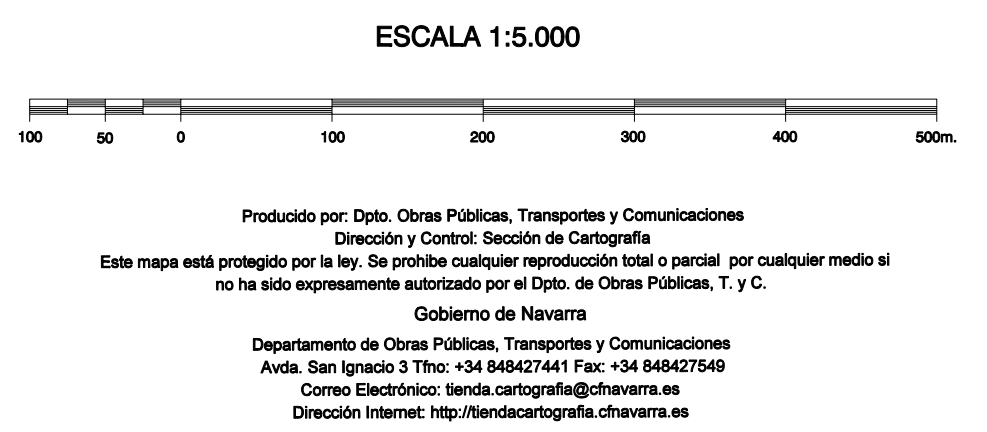 ESCALA 1:5.000
100 50 0 100 200 300 400 500m.
Producido por: Dpto. Obras Públicas, Transportes y Comunicaciones
Dirección y Control: Sección de Cartografía
Este mapa está protegido por la ley. Se prohibe cualquier reproducción total o parcial por cualquier medio si
no ha sido expresamente autorizado por el Dpto. de Obras Públicas, T. y C.
Gobierno de Navarra
Departamento de Obras Públicas, Transportes y Comunicaciones
Avda. San Ignacio 3 Tfno: +34 848427441 Fax: +34 848427549
Correo Electrónico: tienda.cartografia@cfnavarra.es
Dirección Internet: http://tiendacartografia.cfnavarra.es